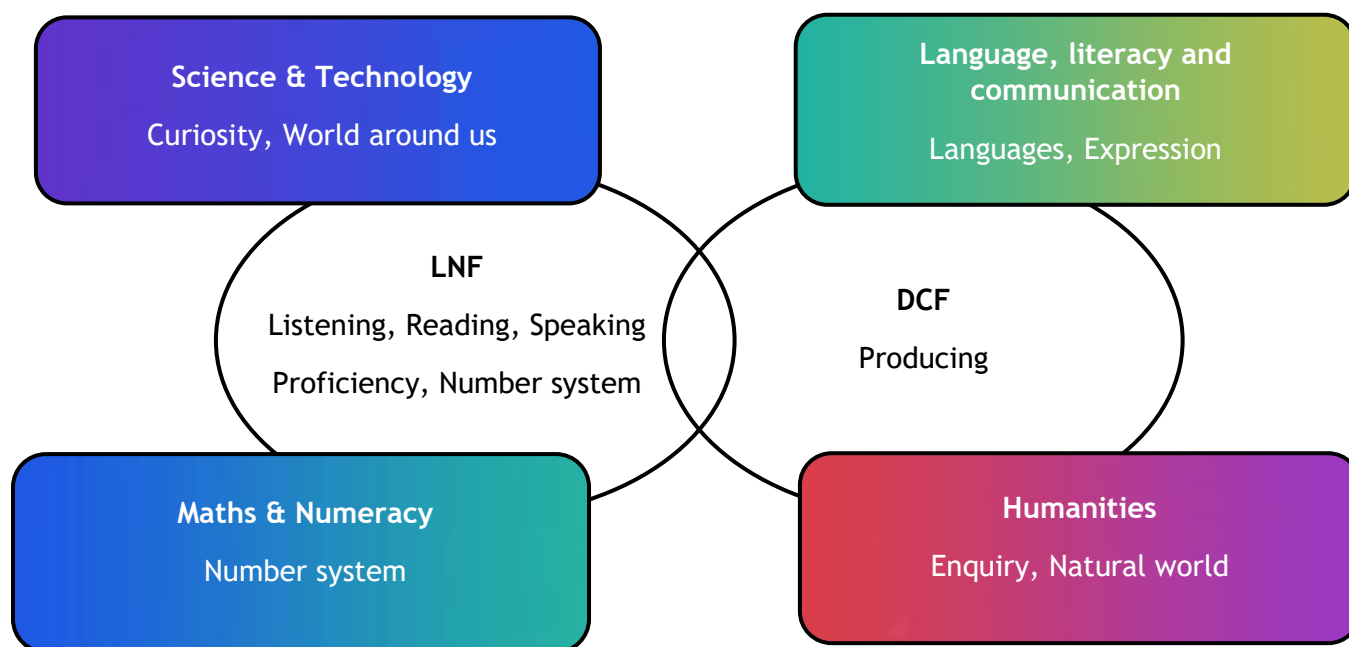 Science & Technology
Curiosity, World around us
Language, literacy and
communication
Languages, Expression
LNF
Listening, Reading, Speaking
Proficiency, Number system
DCF
Producing
Maths & Numeracy
Number system
Humanities
Enquiry, Natural world